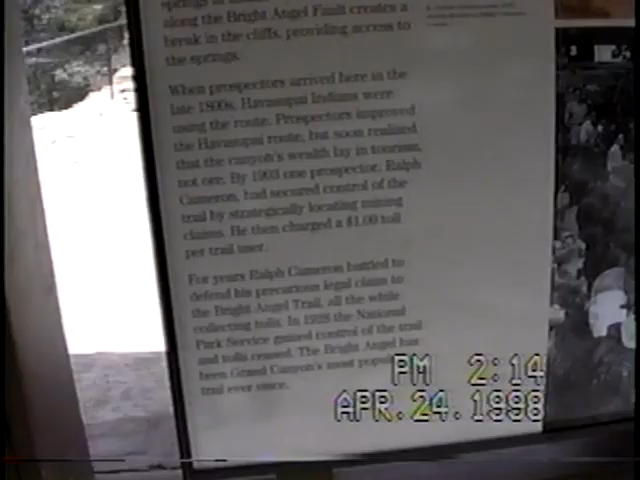 springs
along the Bright Angel Fault creates a
break in the cliffs, providing access to
the springs.
When prospectors arrived here in the
late 1800s, Havasupai Indians were
using the route. Prospectors improved
the Havasupai route, but soon realized
that the canyon's wealth lay in tourism,
not ore. By 1903 one prospector, Ralph
Cameron, had secured control of the
trail by strategically locating mining
claims. He then charged a $1.00 toll
per trail user.
For years Ralph Cameron battled to
defend his precarious legal claim to
the Bright Angel Trail, all the while
collecting tolls. In 1928 the National
Park Service gained control of the trail
and tolls ceased. The Bright Angel has
been Grand Canyon's most
trail ever since.
PM 2:14
APR. 24. 1998